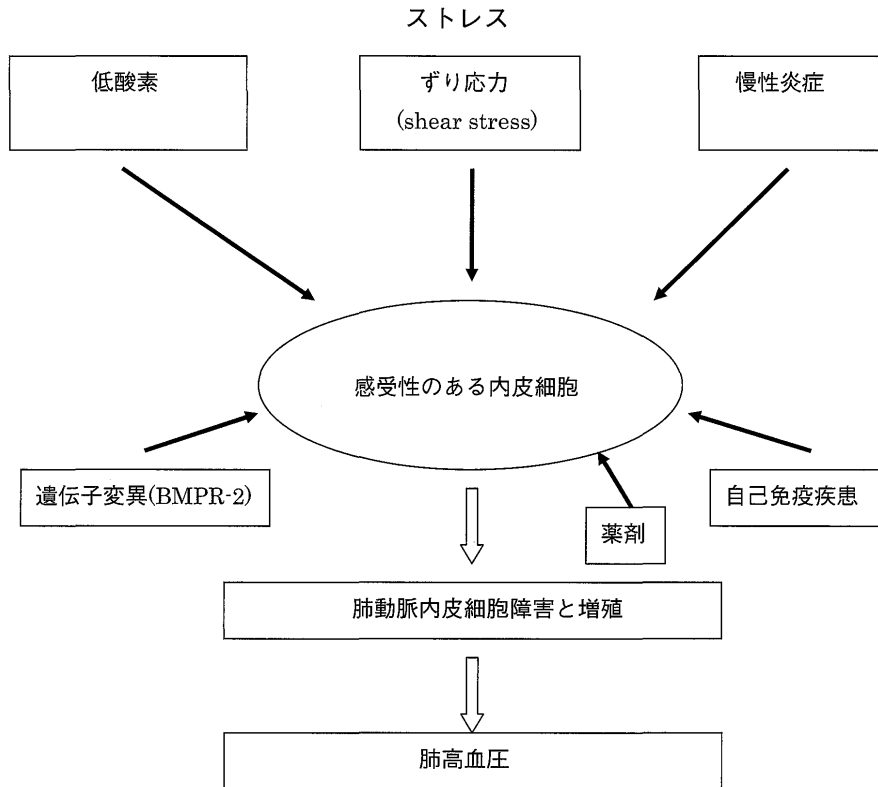 ストレス
低酸素
ずり応力
(shear stress)
慢性炎症
感受性のある内皮細胞
遺伝子変異(BMPR-2)
薬剤
自己免疫疾患
肺動脈内皮細胞障害と増殖
肺高血圧